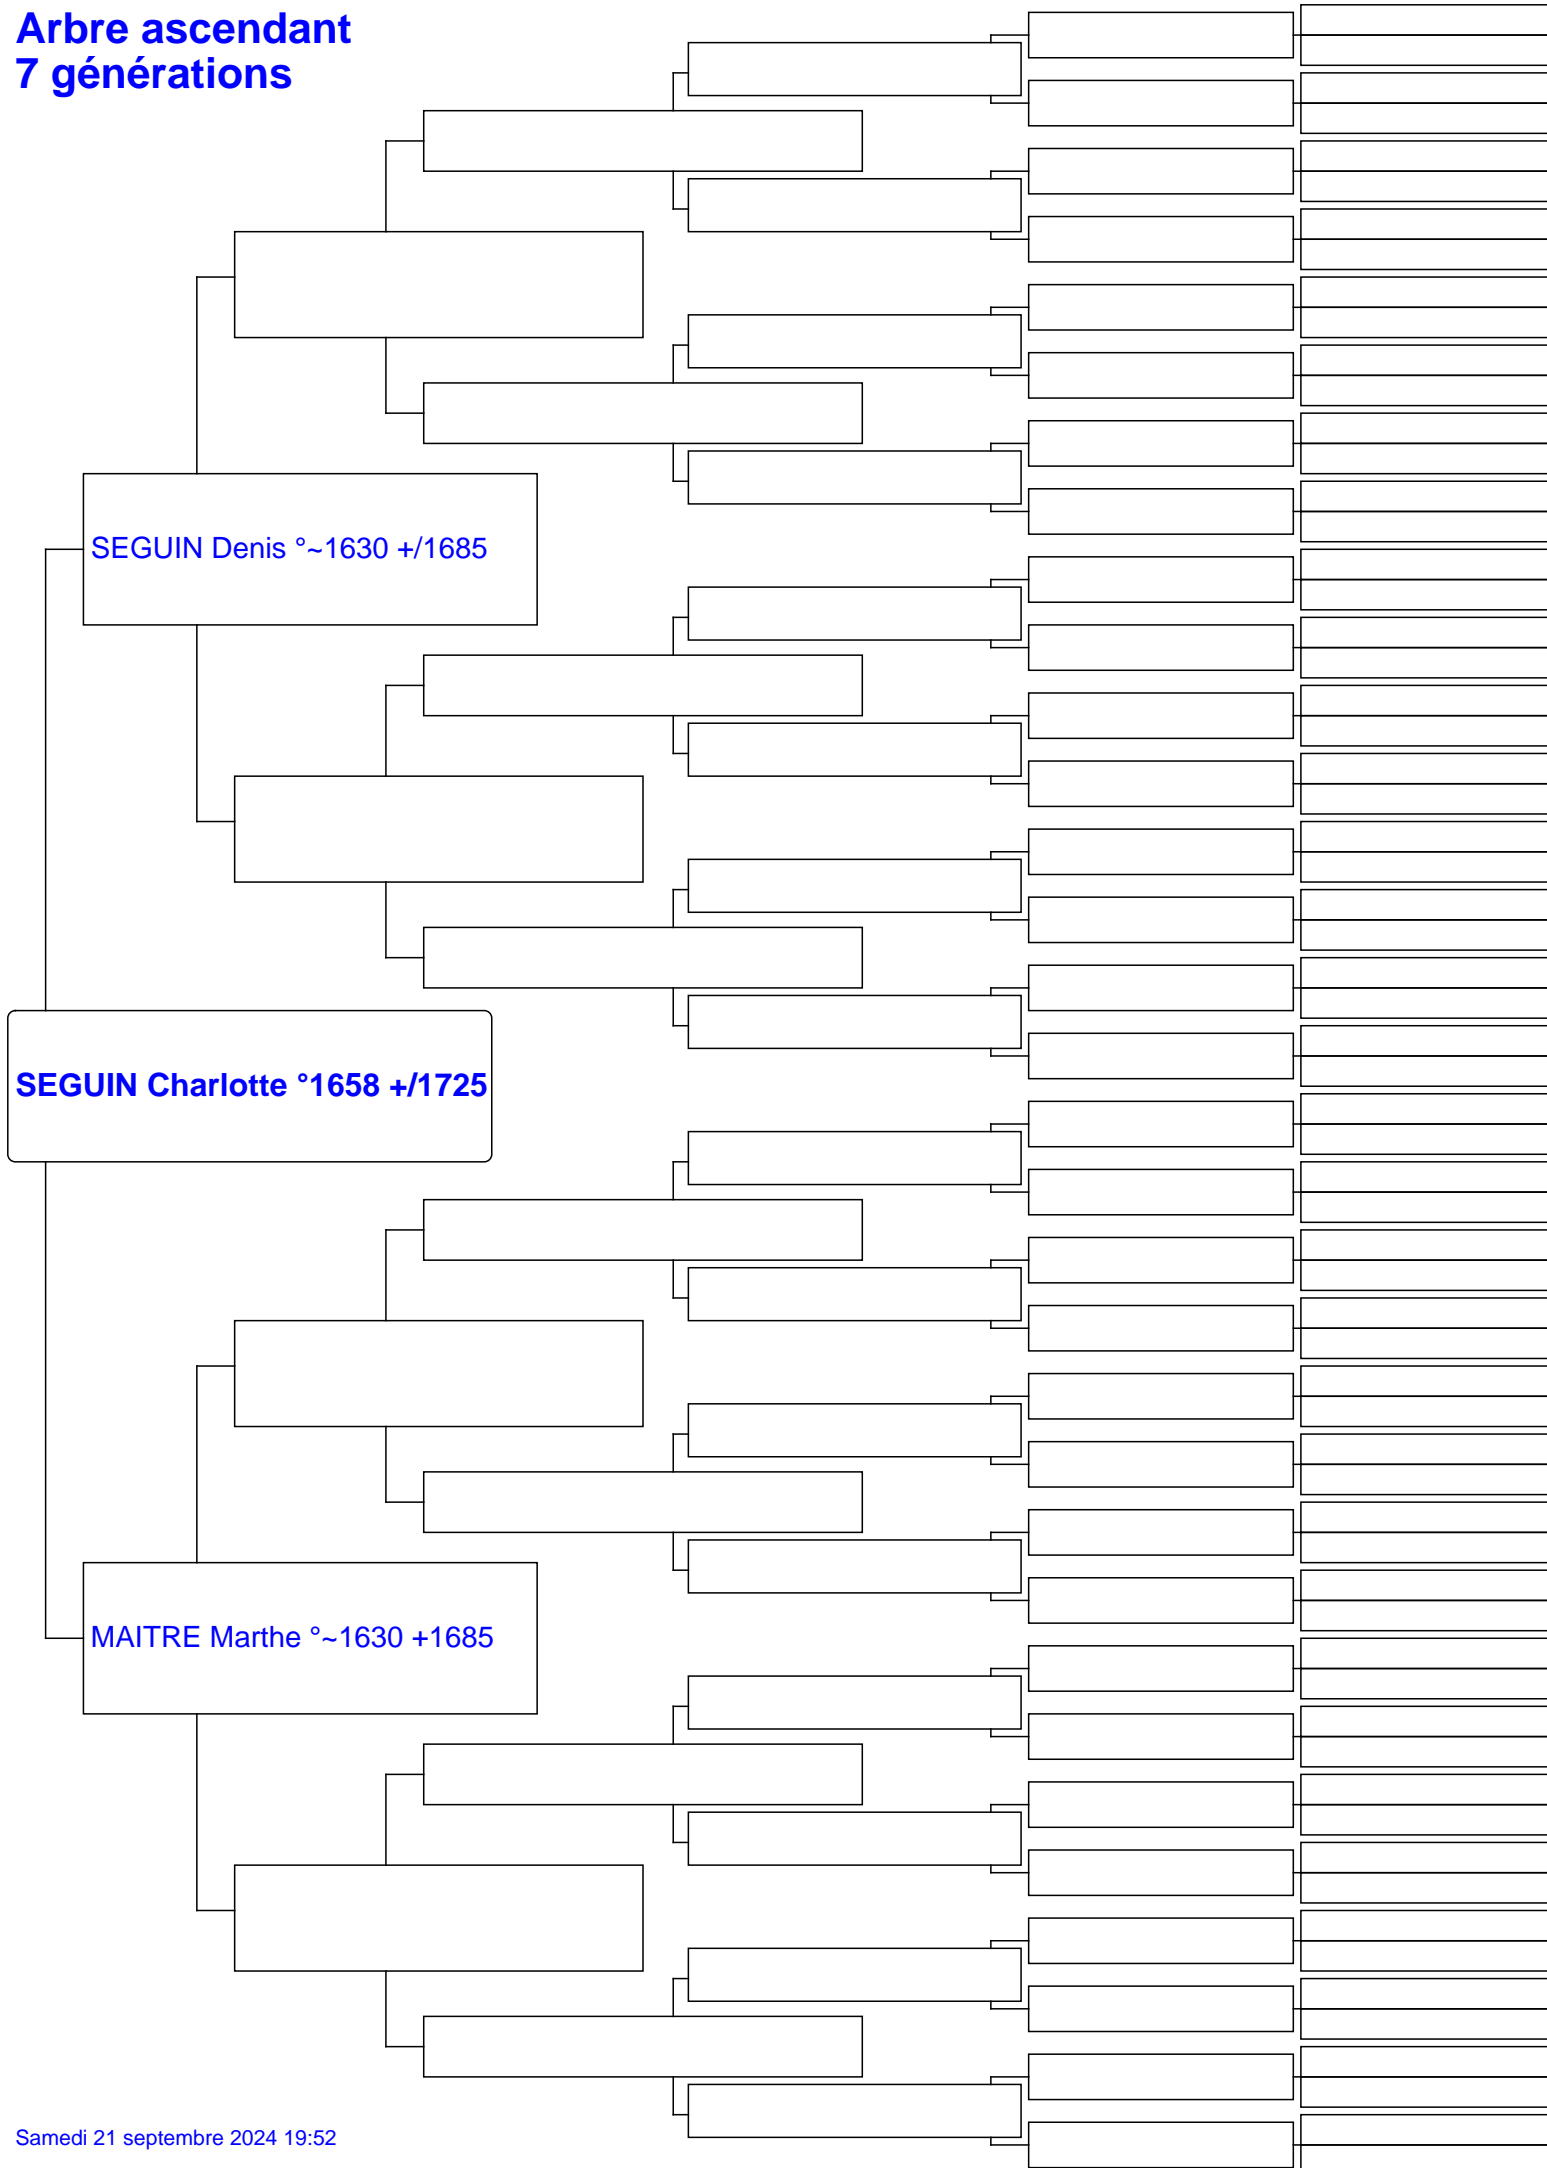 Arbre ascendant
7 générations
SEGUIN Denis °~1630 +/1685
SEGUIN Charlotte °1658 +/1725
MAITRE Marthe °~1630 +1685
Samedi 21 septembre 2024 19:52